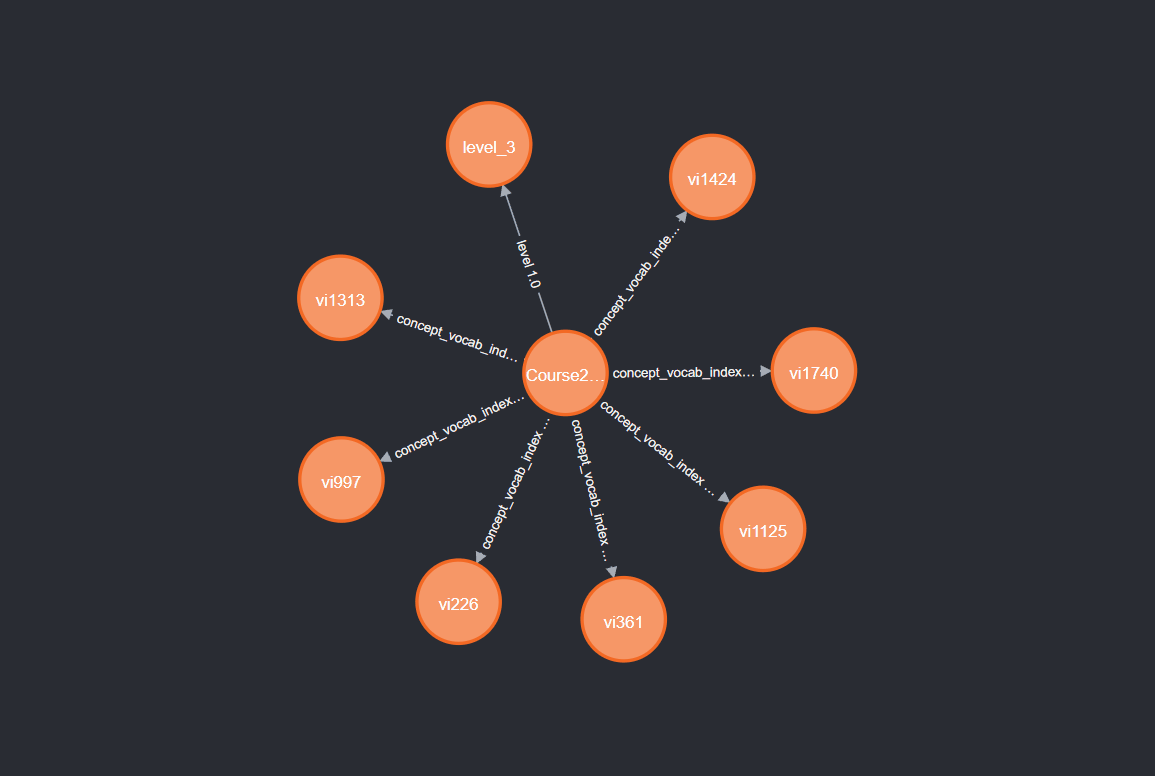 level_3
vi1424
level 1.0
concept_vocab_inde…
vi1313
concept_vocab_ind…
Course2…
concept_vocab_index…
vi1740
concept_vocab_index…
concept_vocab_index …
vi997
concept_vocab_index …
concept_vocab_index …
vi1125
vi226
vi361